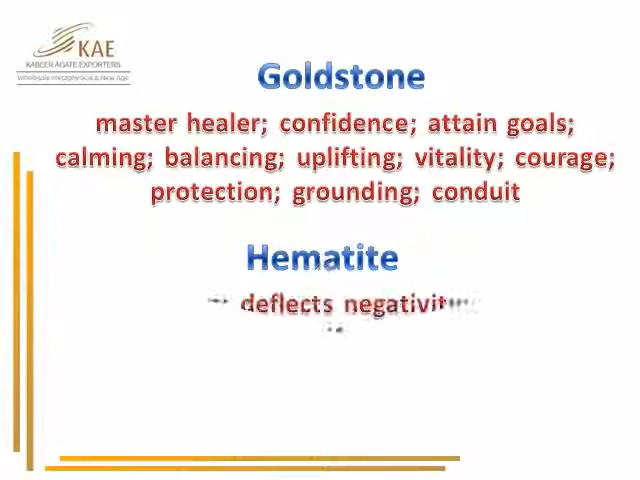 KAE
KABEER AGATE EXPORTERS
Wholesale Metaphysical & New Age
Goldstone
master healer; confidence; attain goals;
calming; balancing; uplifting; vitality; courage;
protection; grounding; conduit
Hematite
deflects